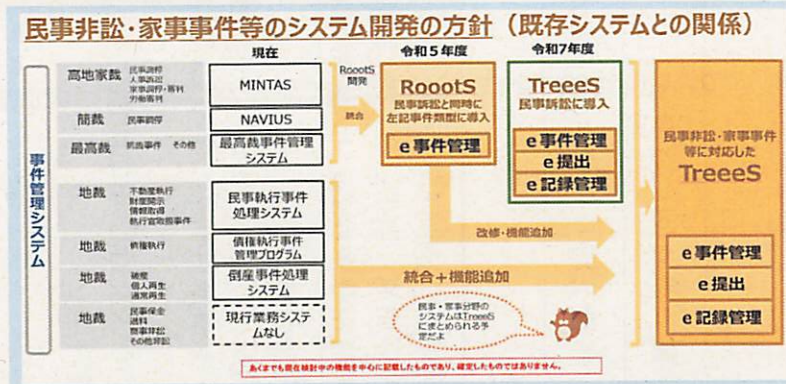 民事非訟・家事事件等のシステム開発の方針（既存システムとの関係）
現在
令和5年度
令和7年度
事件管理システム
高地家裁
民事調停
人事訴訟
家事調停・審判
労働審判
MINTAS
簡裁
民事調停
NAVIUS
最高裁
抗告事件 その他
最高裁事件管理
システム
RoootS
開発
統合
RoootS
民事訴訟と同時に
左記事件類型に導入
e事件管理
TreeeS
民事訴訟に導入
e事件管理
e提出
e記録管理
地裁
不動産執行
財産開示
情報取得
執行官取扱事件
民事執行事件
処理システム
地裁
債権執行
債権執行事件
管理プログラム
地裁
破産
個人再生
通常再生
倒産事件処理
システム
地裁
民事保全
過料
商事非訟
その他非訟
現行業務システ
ムなし
改修・機能追加
統合＋機能追加
民事・家事分野の
システムはTreeeS
にまとめられる予
定だよ
民事非訟・家事事件
等に対応した
TreeeS
e事件管理
e提出
e記録管理
あくまでも現在検討中の機能を中心に記載したものであり、確定したものではありません。